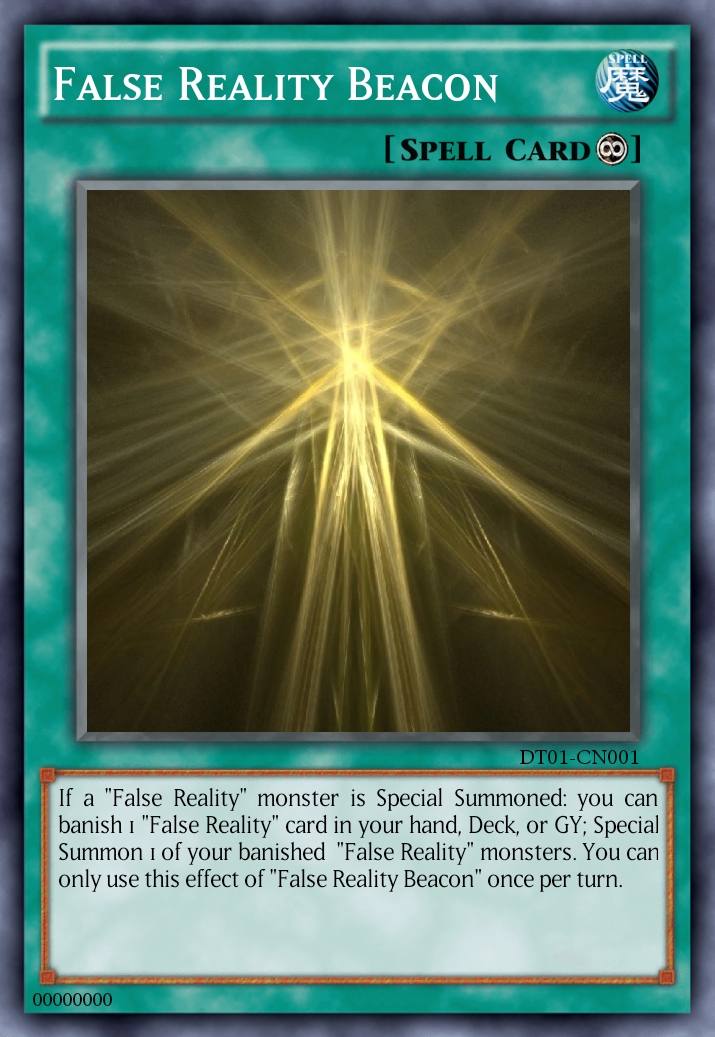 False Reality Beacon
SPELL
魔
[Spell Card]
DT01-CN001
If a "False Reality" monster is Special Summoned: you can
banish 1 "False Reality" card in your hand, Deck, or GY; Special
Summon 1 of your banished "False Reality" monsters. You can
only use this effect of "False Reality Beacon" once per turn.
00000000